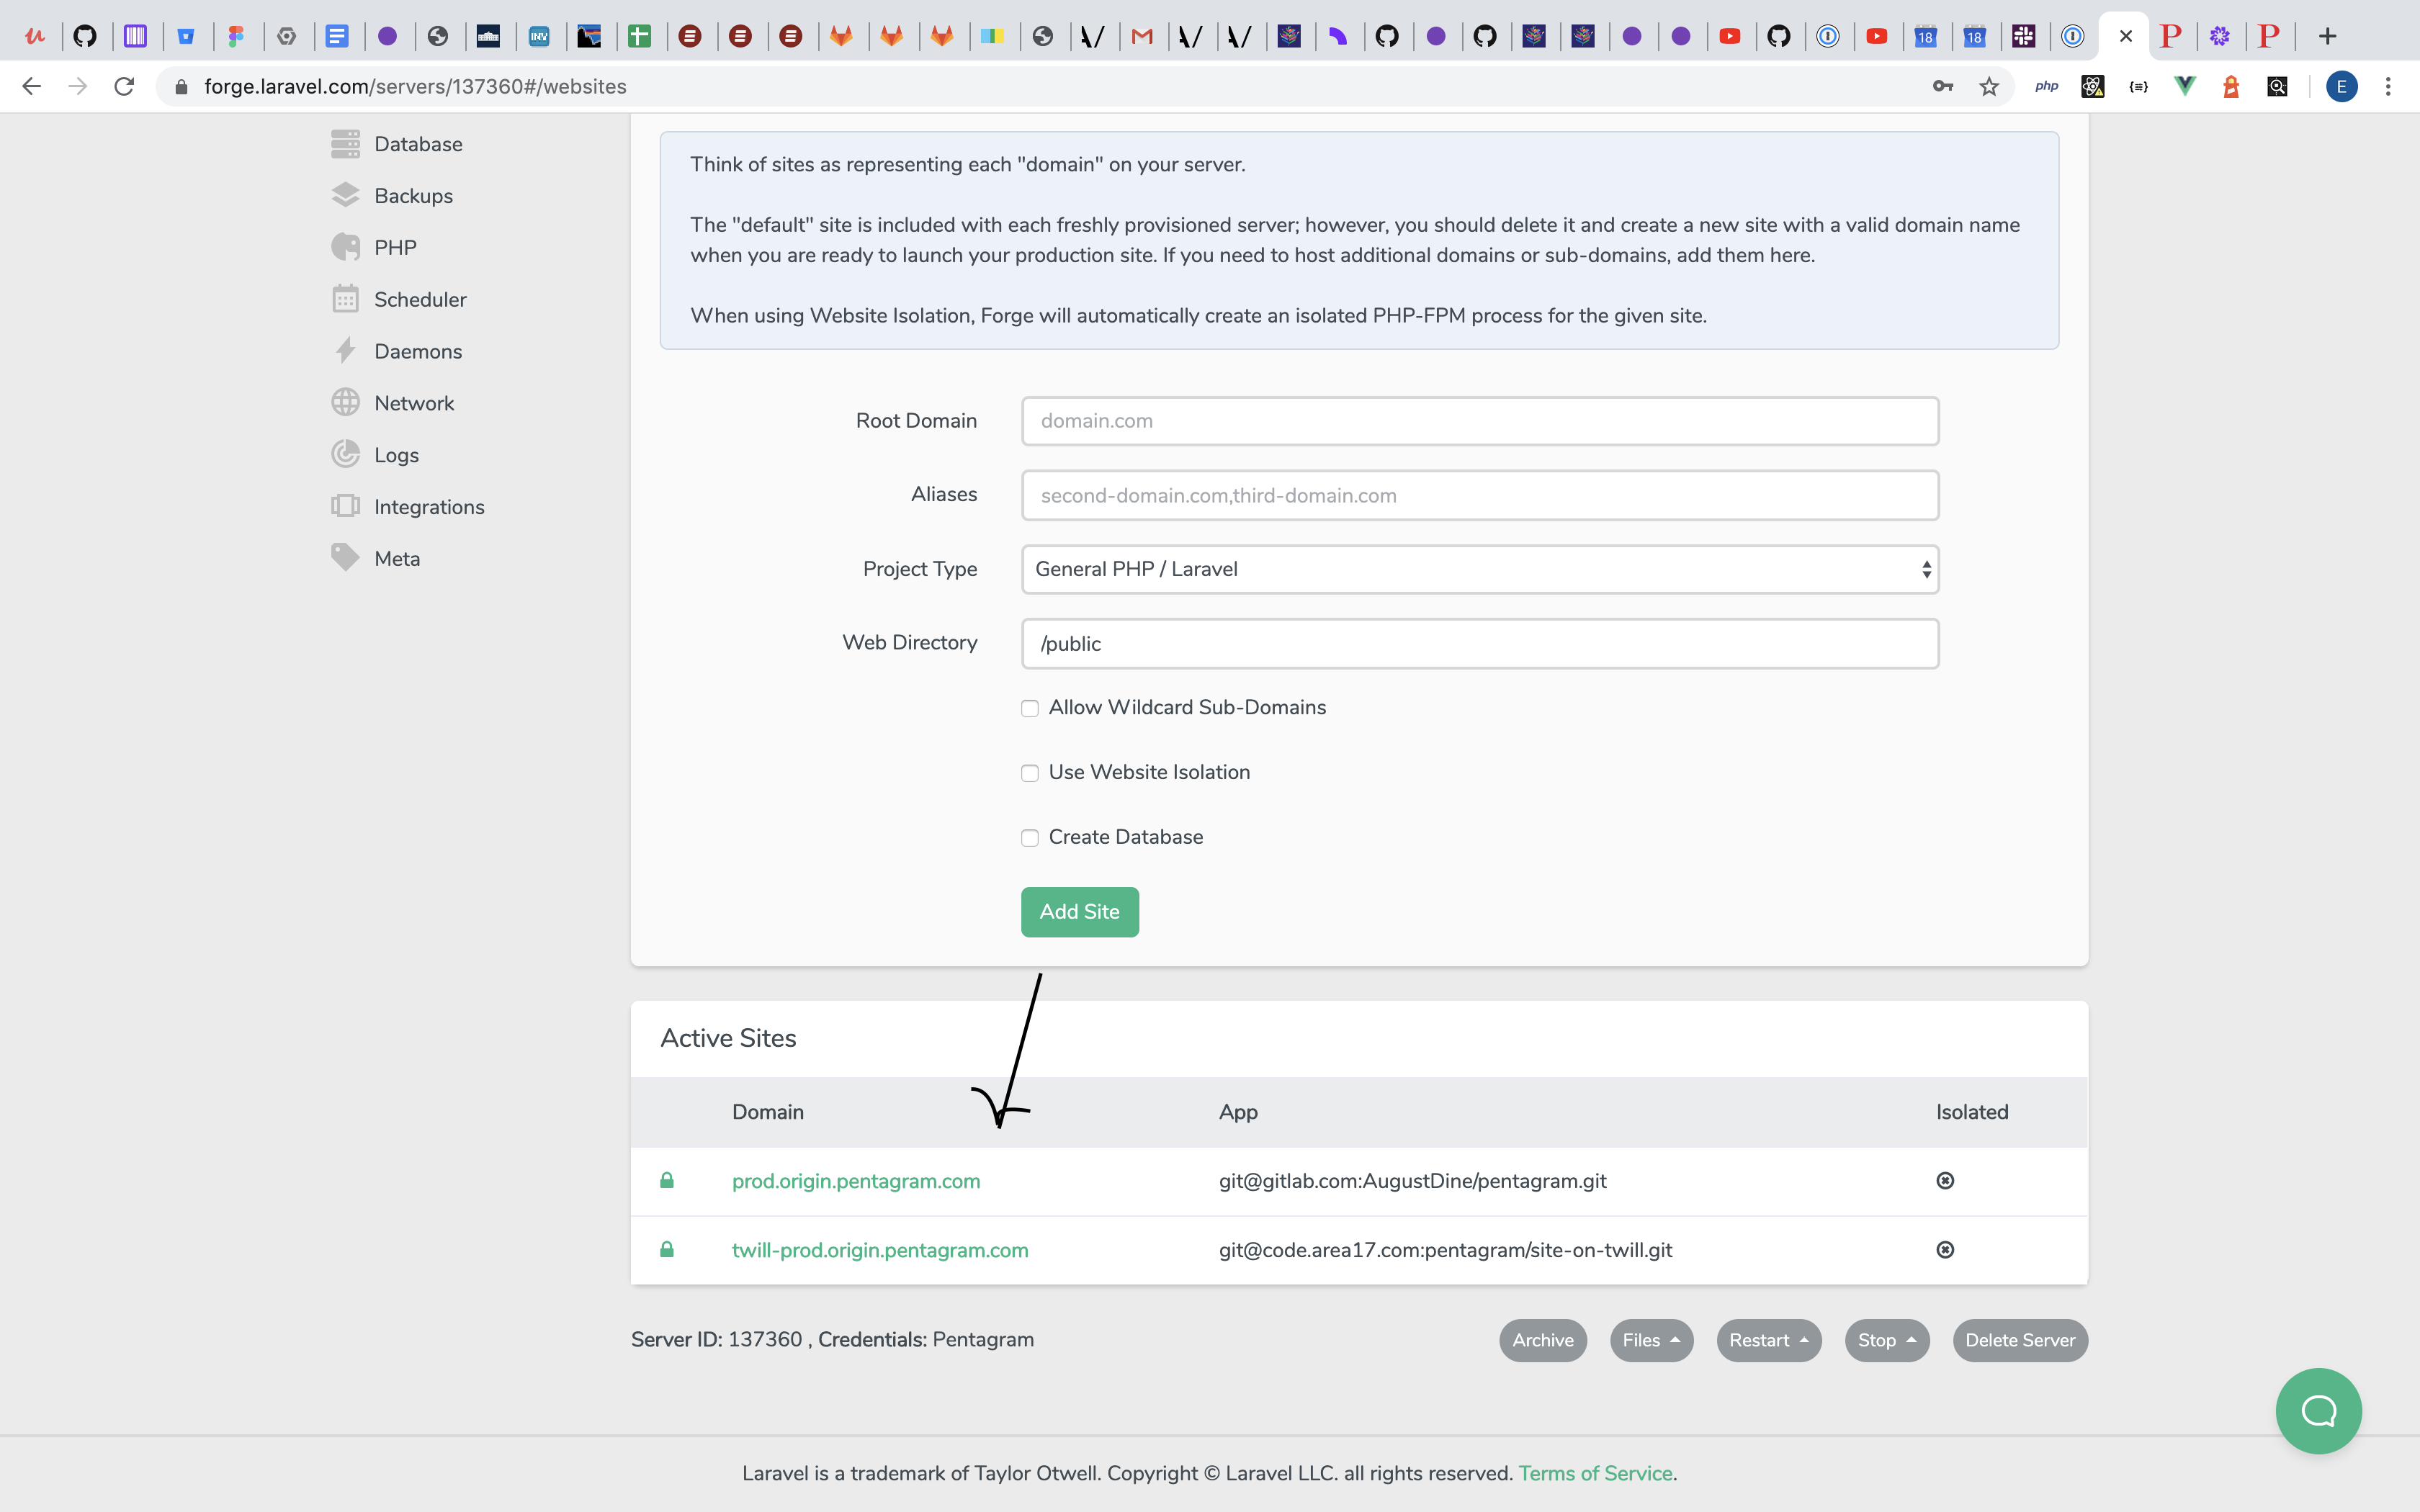 INV
18
18
P
P
forge.laravel.com/servers/137360#/websites
php
E
Database
Backups
PHP
Scheduler
Daemons
Network
Logs
Integrations
Meta
Think of sites as representing each "domain" on your server.
The "default" site is included with each freshly provisioned server; however, you should delete it and create a new site with a valid domain name
when you are ready to launch your production site. If you need to host additional domains or sub-domains, add them here.
When using Website Isolation, Forge will automatically create an isolated PHP-FPM process for the given site.
Root Domain domain.com
Aliases second-domain.com,third-domain.com
Project Type General PHP / Laravel
Web Directory /public
Allow Wildcard Sub-Domains
Use Website Isolation
Create Database
Add Site
Active Sites
Domain App Isolated
prod.origin.pentagram.com git@gitlab.com:AugustDine/pentagram.git
twill-prod.origin.pentagram.com git@code.area17.com:pentagram/site-on-twill.git
Server ID: 137360 , Credentials: Pentagram
Archive Files Restart Stop Delete Server
Laravel is a trademark of Taylor Otwell. Copyright © Laravel LLC. all rights reserved. Terms of Service.